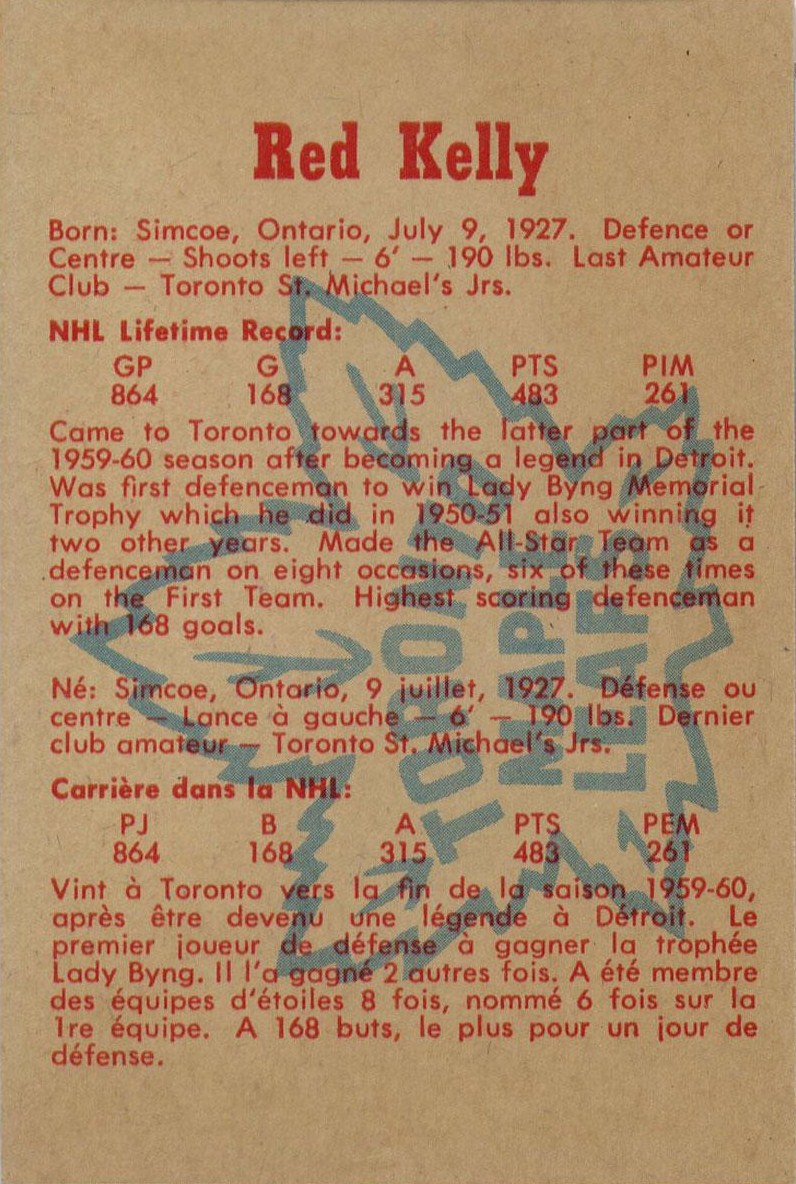 Red Kelly
Born: Simcoe, Ontario, July 9, 1927. Defence or
Centre — Shoots left — 6' — 190 lbs. Last Amateur
Club — Toronto St. Michael's Jrs.
NHL Lifetime Record:
GP G A PTS PIM
864 168 315 483 261
Came to Toronto towards the latter part of the
1959-60 season after becoming a legend in Detroit.
Was first defenceman to win Lady Byng Memorial
Trophy which he did in 1950-51 also winning it
two other years. Made the All-Star Team as a
defenceman on eight occasions, six of these times
on the First Team. Highest scoring defenceman
with 168 goals.
Né: Simcoe, Ontario, 9 juillet, 1927. Défense ou
centre — Lance à gauche — 6' — 190 lbs. Dernier
club amateur — Toronto St. Michael's Jrs.
Carrière dans la NHL:
PJ B A PTS PEM
864 168 315 483 261
Vint à Toronto vers la fin de la saison 1959-60,
après être devenu une légende à Détroit. Le
premier joueur de défense à gagner la trophée
Lady Byng. Il l'a gagné 2 autres fois. A été membre
des équipes d'étoiles 8 fois, nommé 6 fois sur la
1re équipe. A 168 buts, le plus pour un jour de
défense.
TORONTO
MAPLE
LEAFS